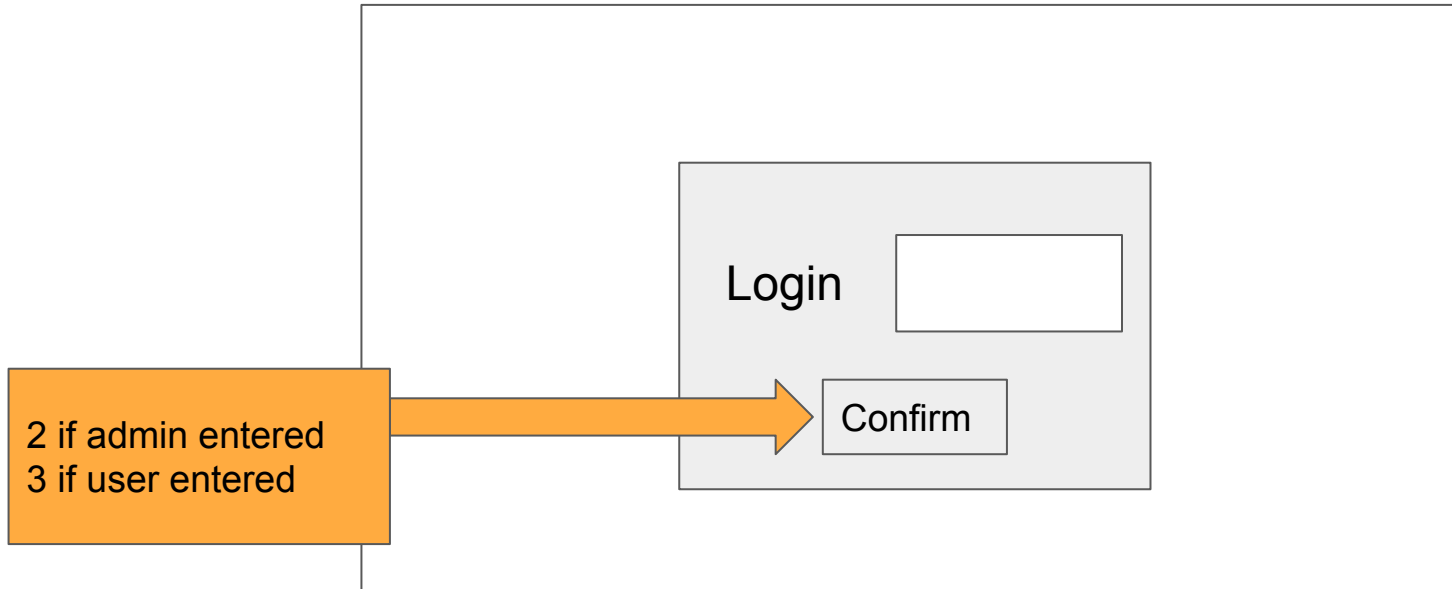 Login
2 if admin entered
3 if user entered
Confirm